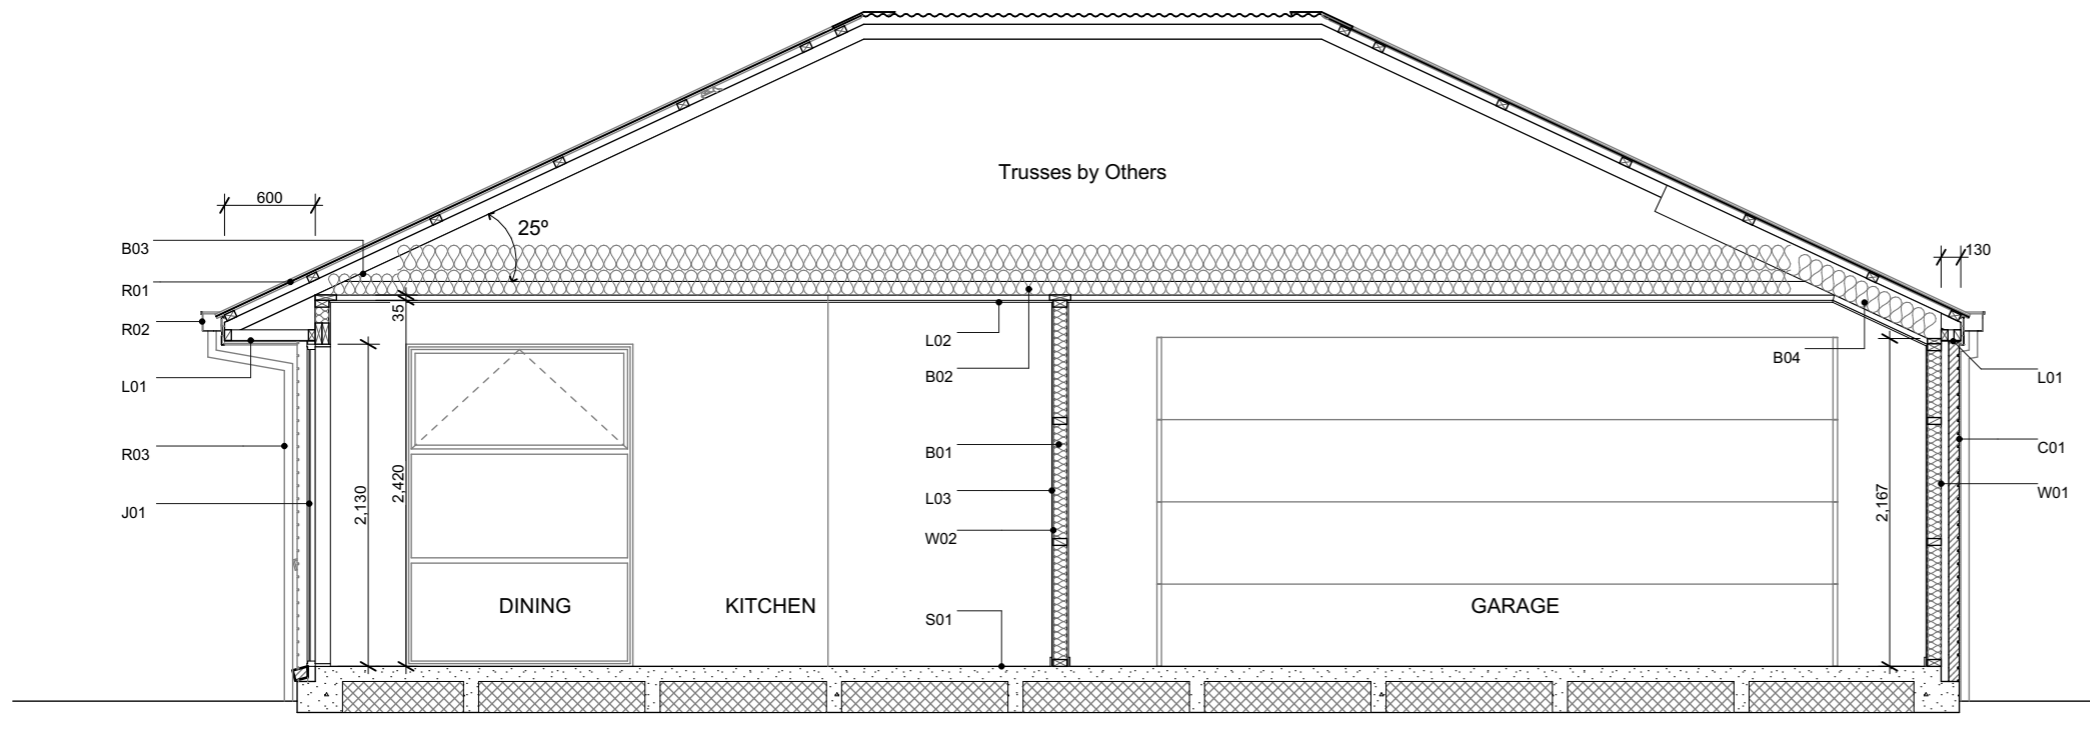 Trusses by Others
600
25º
B03
130
R01
R02
35
L02
B04
L01
B02
L01
R03
B01
C01
2,420
2,130
L03
2,167
W01
J01
W02
DINING
KITCHEN
GARAGE
S01